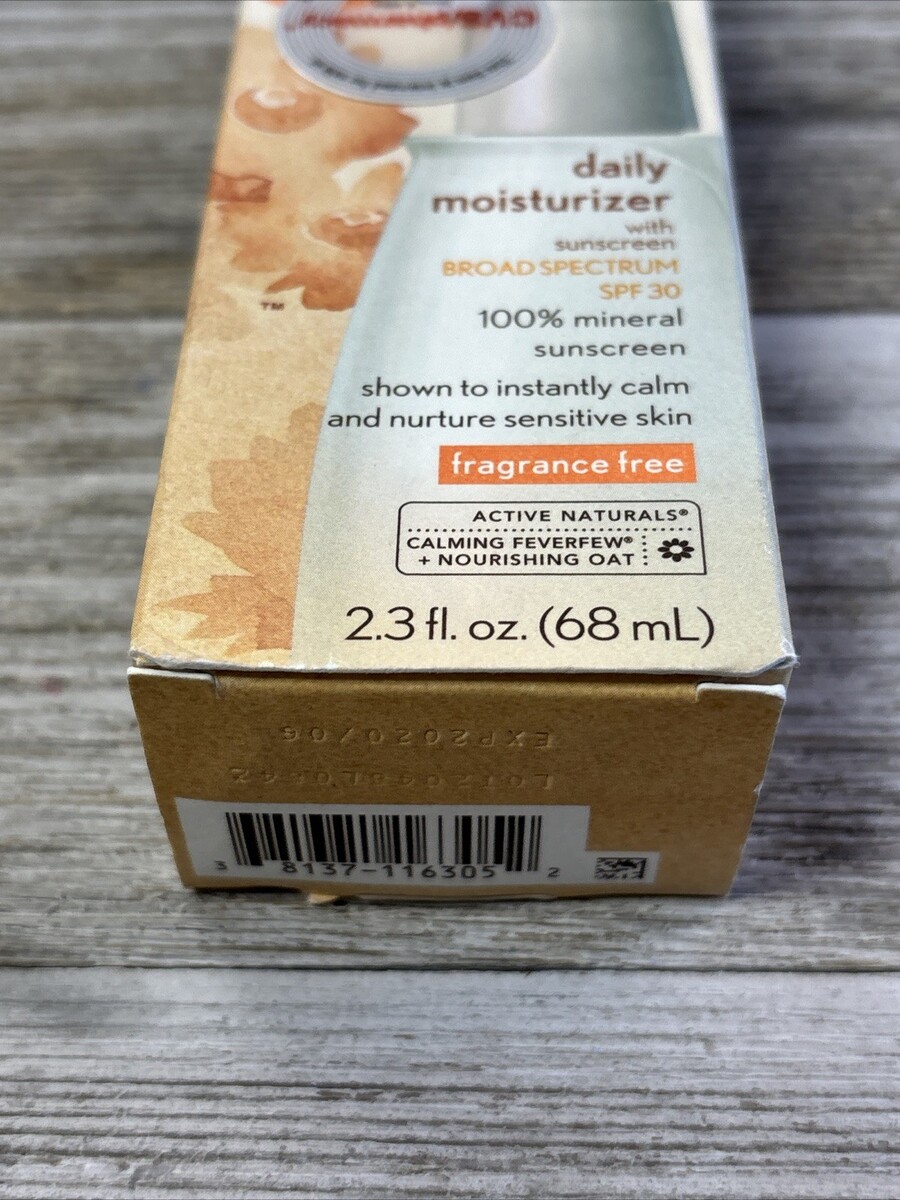 daily
moisturizer
with
sunscreen
BROAD SPECTRUM
SPF 30
™
100% mineral
sunscreen
shown to instantly calm
and nurture sensitive skin
fragrance free
ACTIVE NATURALS®
CALMING FEVERFEW®
+ NOURISHING OAT
2.3 fl. oz. (68 mL)
EXP2020/06
3 8137-116305 2